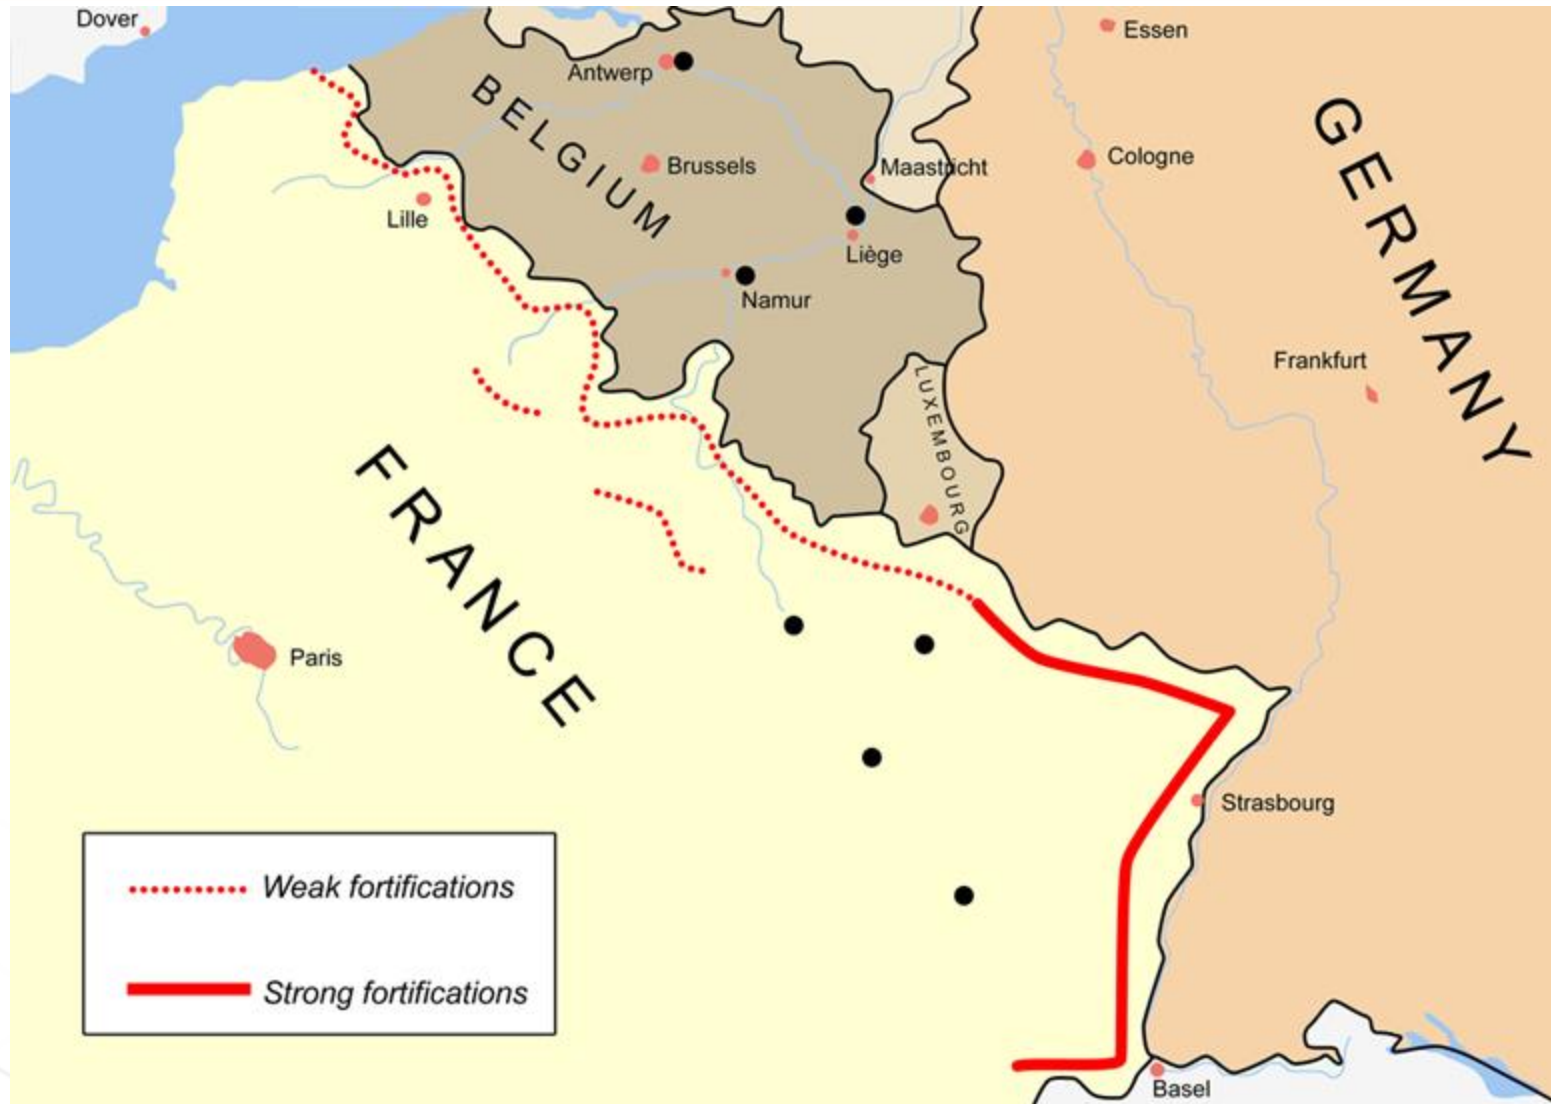 Dover
Essen
Antwerp
BELGIUM
GERMANY
Brussels
Maastricht
Cologne
Lille
Liège
Namur
Frankfurt
LUXEMBOURG
FRANCE
Paris
Strasbourg
Weak fortifications
Strong fortifications
Basel